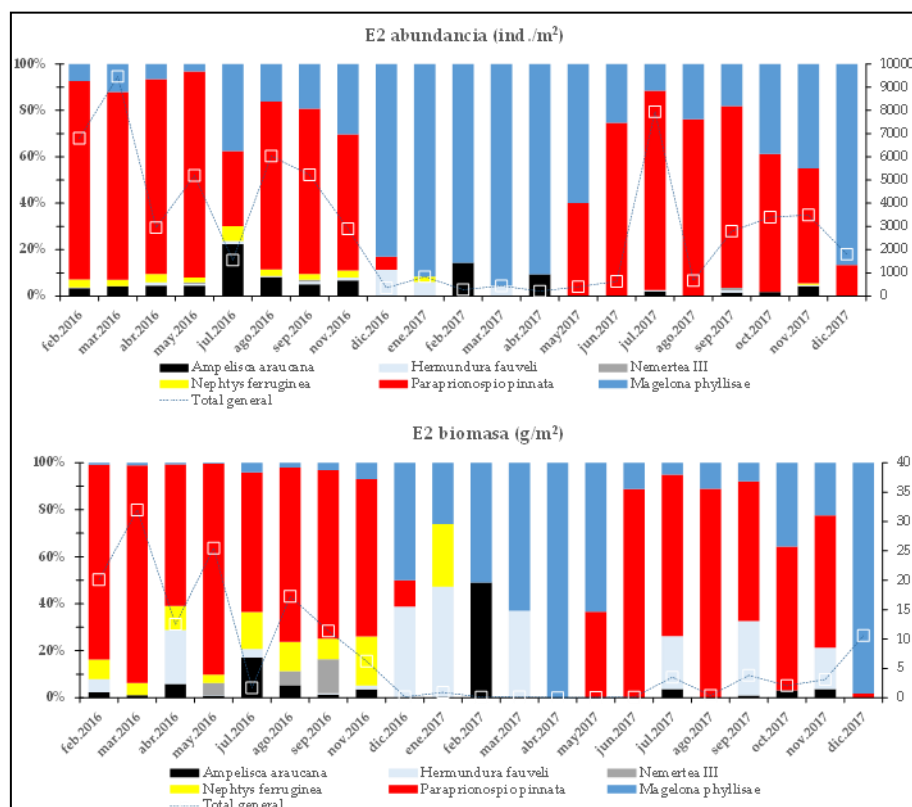 E2 abundancia (ind./m²)
100% 10000
9000
80% 8000
7000
60% 6000
5000
40% 4000
3000
20% 2000
1000
0% 0
feb.2016 mar.2016 abr.2016 may.2016 jul.2016 ago.2016 sep.2016 nov.2016 dic.2016 ene.2017 feb.2017 mar.2017 abr.2017 may.2017 jun.2017 jul.2017 ago.2017 sep.2017 oct.2017 nov.2017 dic.2017
Ampelisca araucana Hermundura fauveli Nemertea III
Nephtys ferruginea Paraprionospio pinnata Magelona phyllisae
Total general
E2 biomasa (g/m²)
100% 40
35
80% 30
60% 25
20
40% 15
20% 10
5
0% 0
feb.2016 mar.2016 abr.2016 may.2016 jul.2016 ago.2016 sep.2016 nov.2016 dic.2016 ene.2017 feb.2017 mar.2017 abr.2017 may2017 jun.2017 jul.2017 ago.2017 sep.2017 oct.2017 nov.2017 dic.2017
Ampelisca araucana Hermundura fauveli Nemertea III
Nephtys ferruginea Paraprionospio pinnata Magelona phyllisae
Total general